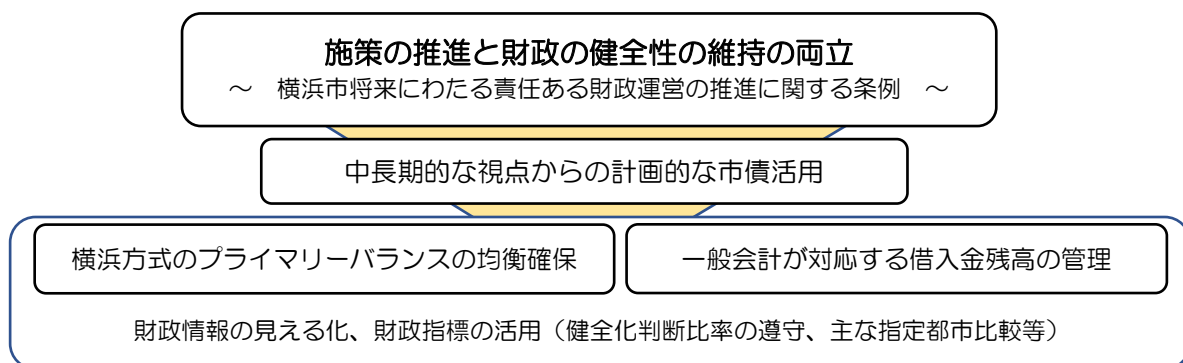 施策の推進と財政の健全性の維持の両立
～　横浜市将来にわたる責任ある財政運営の推進に関する条例　～
中長期的な視点からの計画的な市債活用
横浜方式のプライマリーバランスの均衡確保
一般会計が対応する借入金残高の管理
財政情報の見える化、財政指標の活用（健全化判断比率の遵守、主な指定都市比較等）